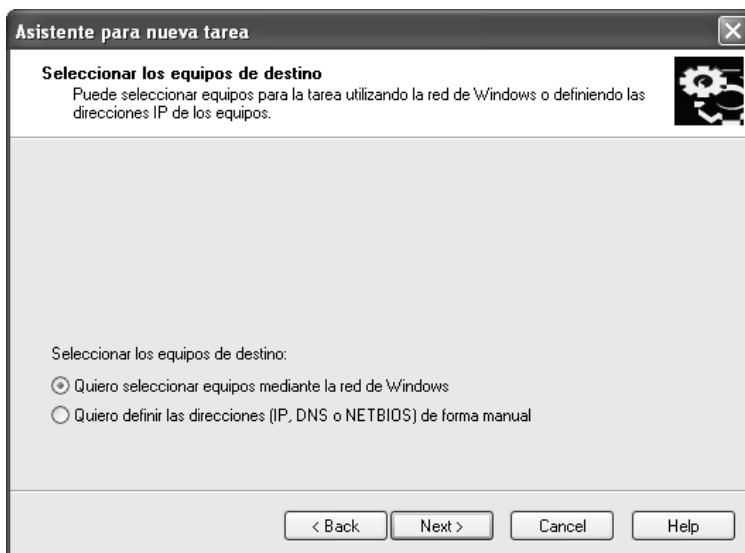 Asistente para nueva tarea
Seleccionar los equipos de destino
Puede seleccionar equipos para la tarea utilizando la red de Windows o definiendo las
direcciones IP de los equipos.
Seleccionar los equipos de destino:
Quiero seleccionar equipos mediante la red de Windows
Quiero definir las direcciones (IP, DNS o NETBIOS) de forma manual
< Back Next > Cancel Help